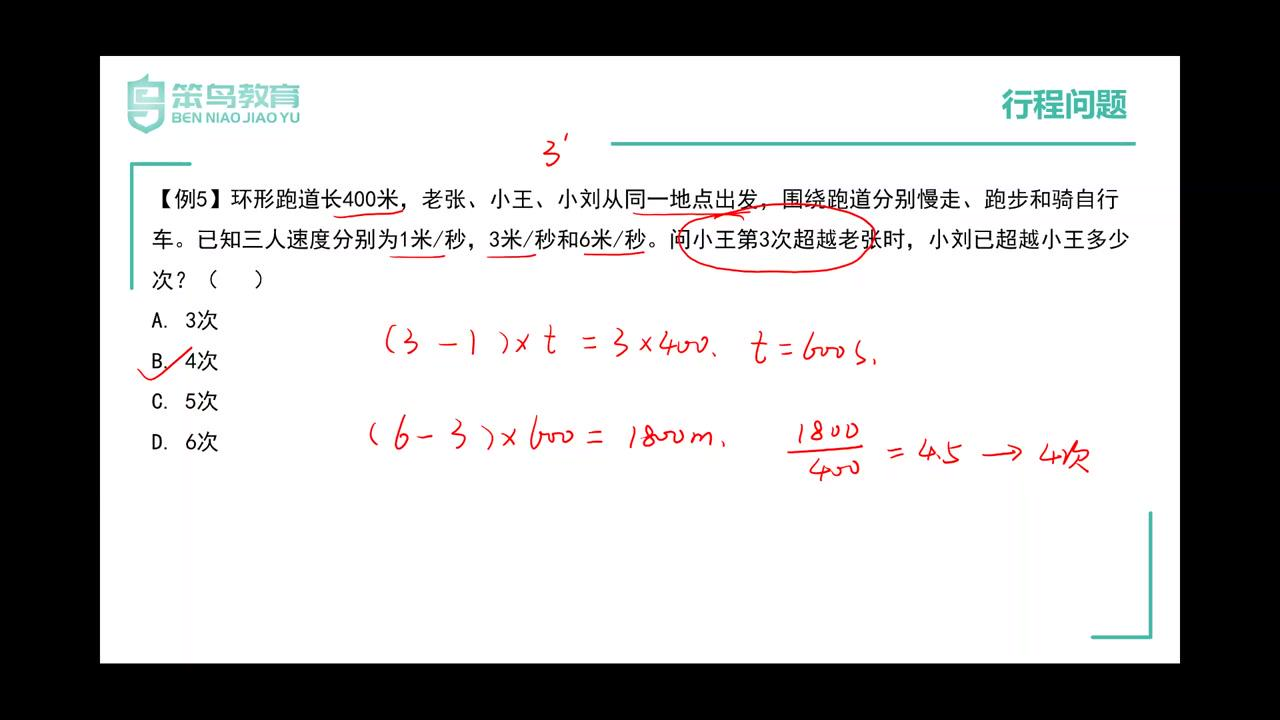 笨鸟教育
BEN NIAO JIAO YU
行程问题
3'
【例5】环形跑道长400米，老张、小王、小刘从同一地点出发，围绕跑道分别慢走、跑步和骑自行
车。已知三人速度分别为1米/秒，3米/秒和6米/秒。问小王第3次超越老张时，小刘已超越小王多少
次？（　　）
A. 3次
(3-1)×t=3×400. t=600s.
B. 4次
C. 5次
(6-3)×600=1800m. 1800/400=4.5→4次
D. 6次